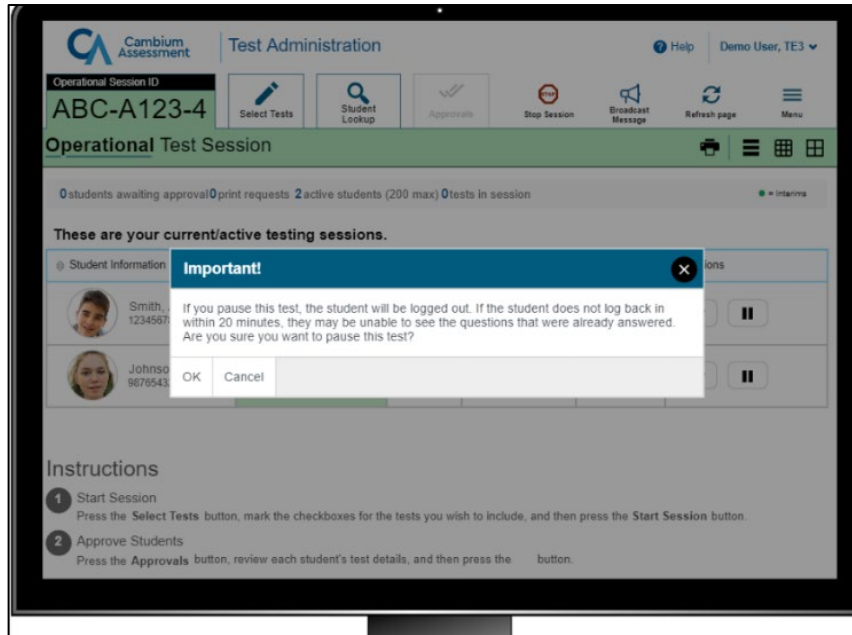 Cambium
Assessment
Test Administration
Help
Demo User, TE3
Operational Session ID
ABC-A123-4
Select Tests
Student
Lookup
Approvals
STOP
Stop Session
Broadcast
Message
Refresh page
Menu
Operational Test Session
0 students awaiting approval 0 print requests 2 active students (200 max) 0 tests in session
= Interims
These are your current/active testing sessions.
Student Information
ions
Important!
Smith,
If you pause this test, the student will be logged out. If the student does not log back in
within 20 minutes, they may be unable to see the questions that were already answered.
Are you sure you want to pause this test?
Johnso
OK Cancel
Instructions
1 Start Session
Press the Select Tests button, mark the checkboxes for the tests you wish to include, and then press the Start Session button.
2 Approve Students
Press the Approvals button, review each student's test details, and then press the button.